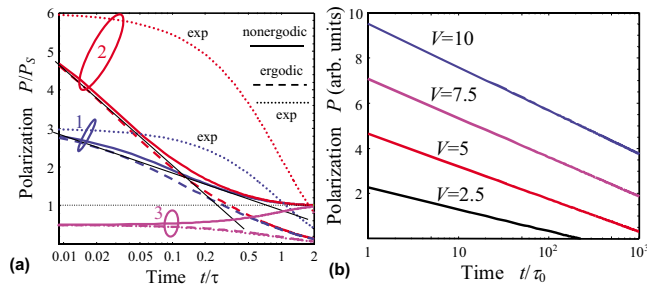 6
5
4
3
2
1
Polarization P/P_S
2
1
3
exp
exp
nonergodic
ergodic
exp
0.01 0.02 0.05 0.1 0.2 0.5 1 2
Time t/τ
(a)
10
8
6
4
2
Polarization P (arb. units)
V=10
V=7.5
V=5
V=2.5
1 10 10² 10³
Time t/τ₀
(b)